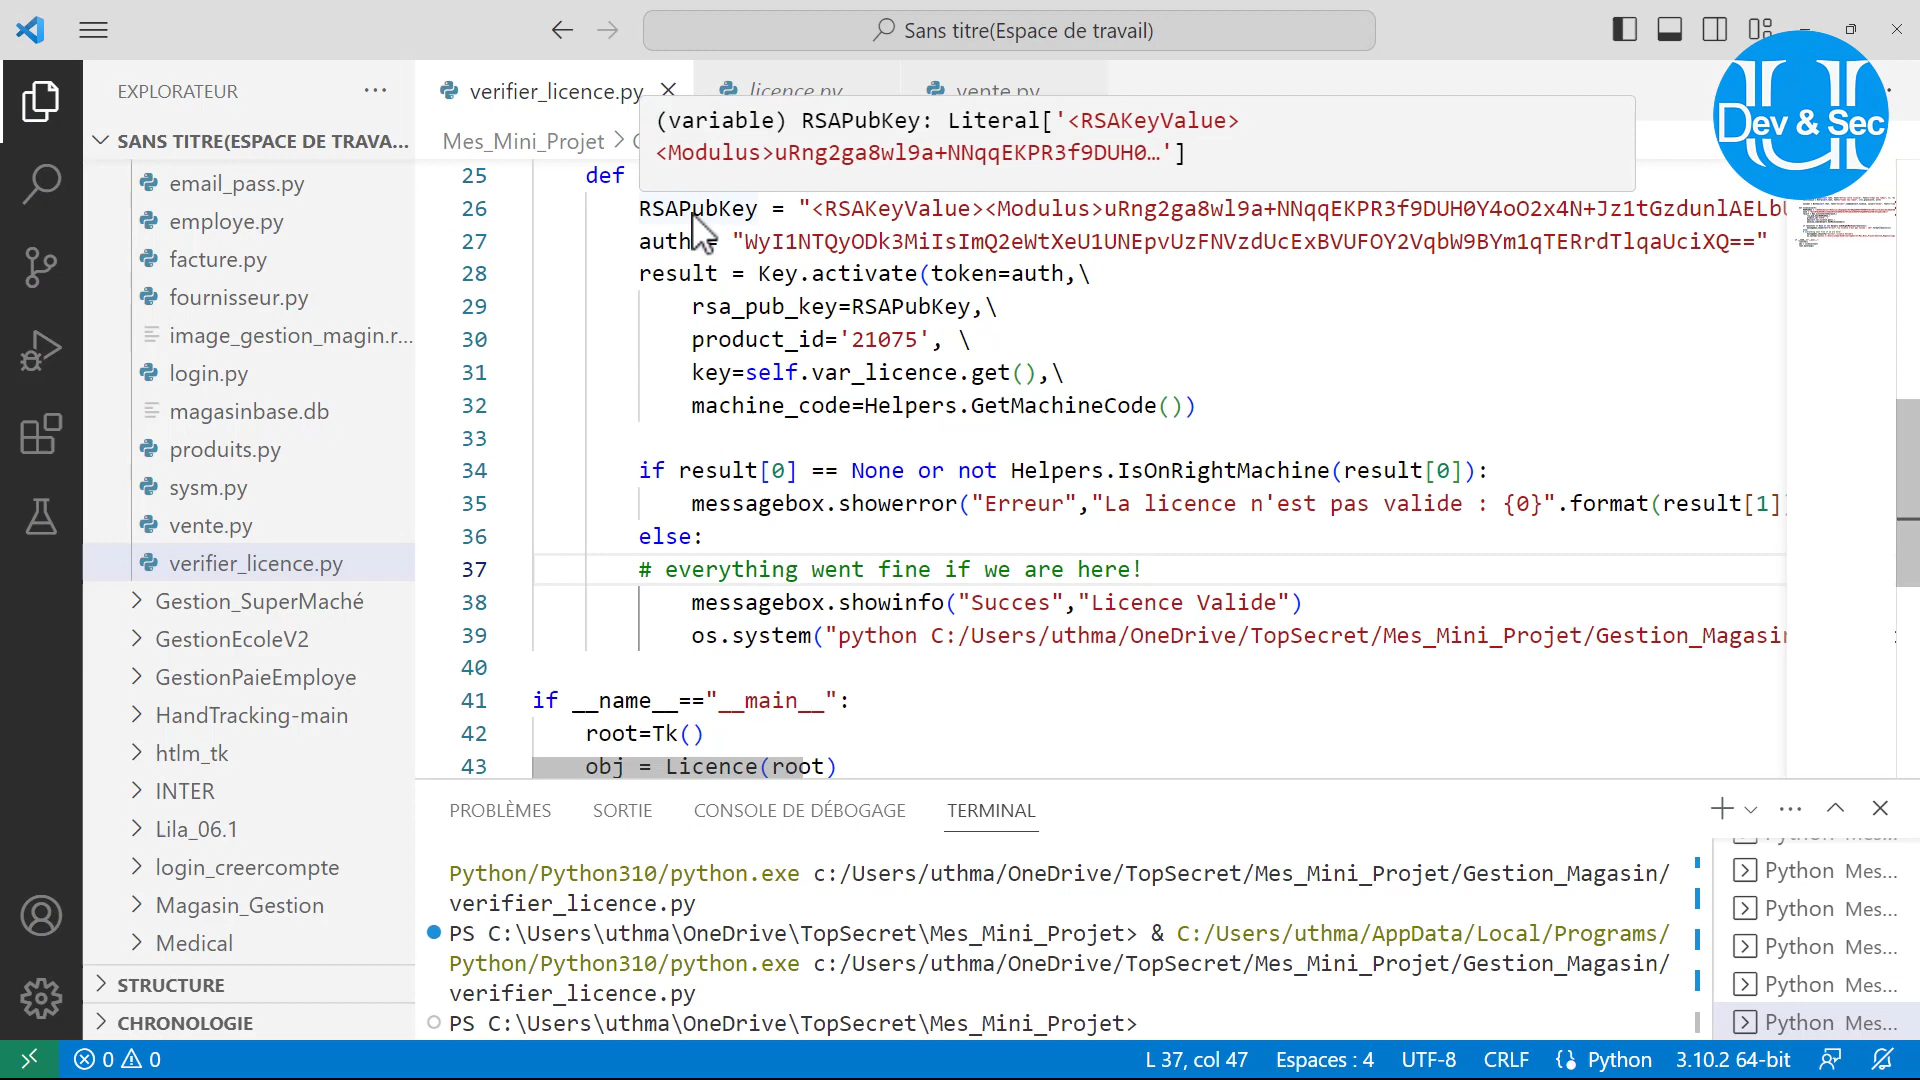 Sans titre(Espace de travail)
EXPLORATEUR
SANS TITRE(ESPACE DE TRAVA...
email_pass.py
employe.py
facture.py
fournisseur.py
image_gestion_magin.r...
login.py
magasinbase.db
produits.py
sysm.py
vente.py
verifier_licence.py
Gestion_SuperMaché
GestionEcoleV2
GestionPaieEmploye
HandTracking-main
htlm_tk
INTER
Lila_06.1
login_creercompte
Magasin_Gestion
Medical
STRUCTURE
CHRONOLOGIE
verifier_licence.py
licence.py
vente.py
Mes_Mini_Projet >
(variable) RSAPubKey: Literal['<RSAKeyValue>
<Modulus>uRng2ga8wl9a+NNqqEKPR3f9DUH0…']
Dev & Sec
25 def
26 RSAPubKey = "<RSAKeyValue><Modulus>uRng2ga8wl9a+NNqqEKPR3f9DUH0Y4oO2x4N+Jz1tGzdunlAELbU
27 auth = "WyI1NTQyODk3MiIsImQ2eWtXeU1UNEpvUzFNVzdUcExBVUFOY2VqbW9BYm1qTERrdTlqaUciXQ=="
28 result = Key.activate(token=auth,\
29 rsa_pub_key=RSAPubKey,\
30 product_id='21075', \
31 key=self.var_licence.get(),\
32 machine_code=Helpers.GetMachineCode())
33
34 if result[0] == None or not Helpers.IsOnRightMachine(result[0]):
35 messagebox.showerror("Erreur","La licence n'est pas valide : {0}".format(result[1]
36 else:
37 # everything went fine if we are here!
38 messagebox.showinfo("Succes","Licence Valide")
39 os.system("python C:/Users/uthma/OneDrive/TopSecret/Mes_Mini_Projet/Gestion_Magasin
40
41 if __name__=="__main__":
42 root=Tk()
43 obj = Licence(root)
PROBLÈMES SORTIE CONSOLE DE DÉBOGAGE TERMINAL
Python/Python310/python.exe c:/Users/uthma/OneDrive/TopSecret/Mes_Mini_Projet/Gestion_Magasin/
verifier_licence.py
PS C:\Users\uthma\OneDrive\TopSecret\Mes_Mini_Projet> & C:/Users/uthma/AppData/Local/Programs/
Python/Python310/python.exe c:/Users/uthma/OneDrive/TopSecret/Mes_Mini_Projet/Gestion_Magasin/
verifier_licence.py
PS C:\Users\uthma\OneDrive\TopSecret\Mes_Mini_Projet>
Python Mes...
Python Mes...
Python Mes...
Python Mes...
Python Mes...
0 0
L 37, col 47 Espaces : 4 UTF-8 CRLF Python 3.10.2 64-bit